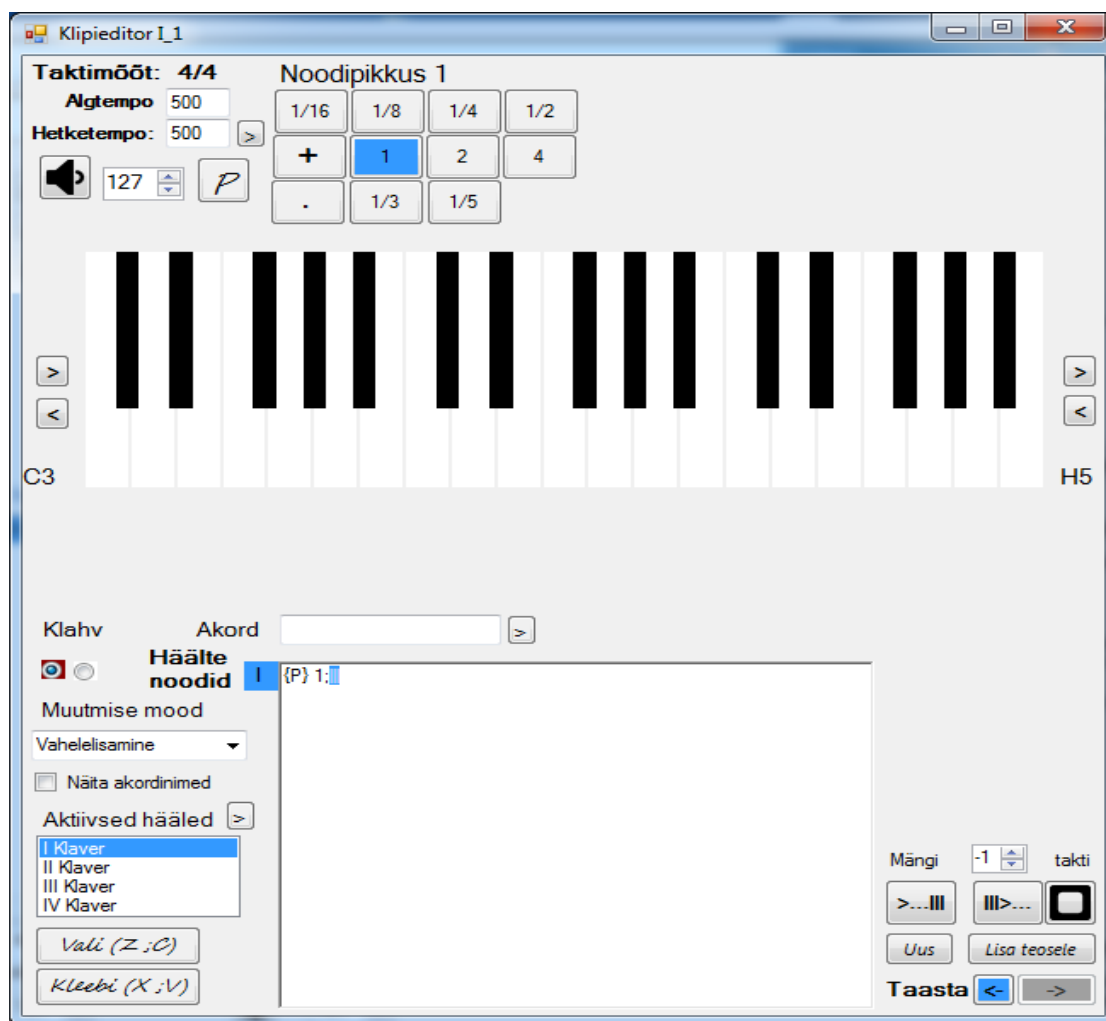 Klipieditor I_1
Taktimõõt: 4/4 Noodipikkus 1
Algtempo 500
1/16 1/8 1/4 1/2
Hetketempo: 500 >
+ 1 2 4
127 P
. 1/3 1/5
> >
< <
C3 H5
Klahv Akord >
Häälte
noodid I {P} 1;|||
Muutmise mood
Vahelelisamine
Näita akordinimed
Aktiivsed hääled >
I Klaver
II Klaver
III Klaver
IV Klaver
Mängi -1 takti
>...III III>...
Vali (Z ;C)
Uus Lisa teosele
Kleebi (X ;V)
Taasta <- ->